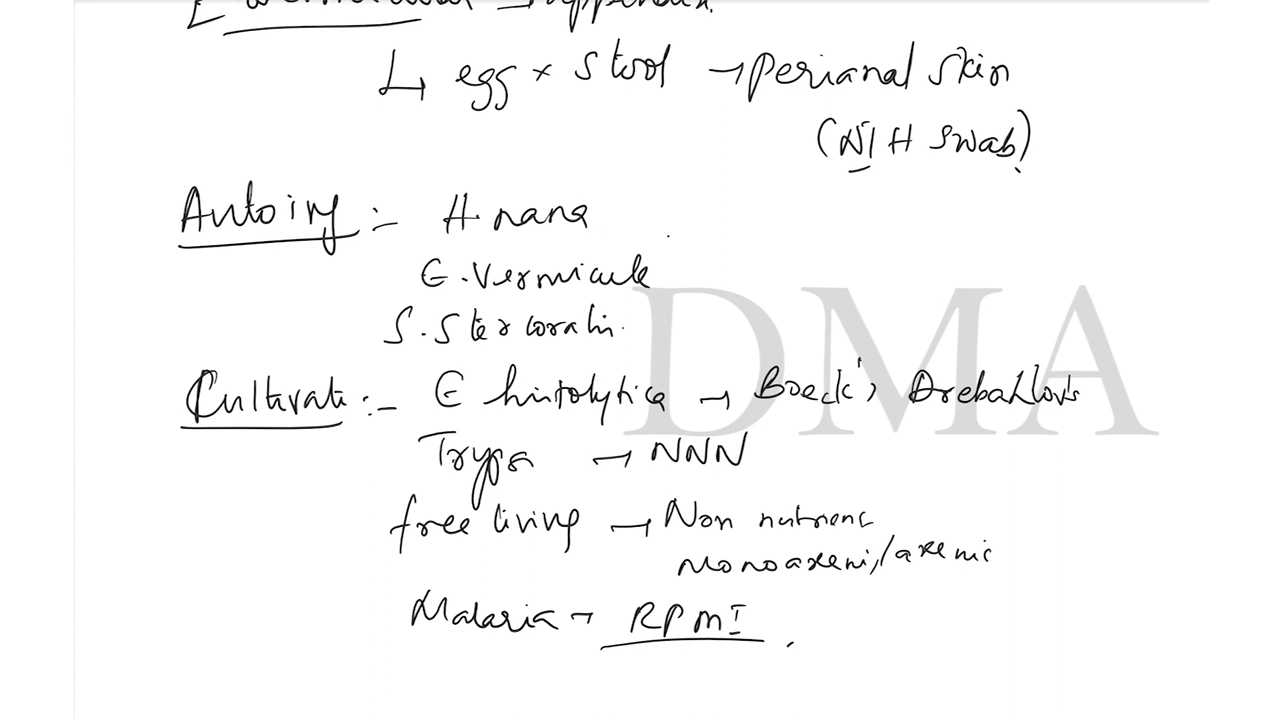 ↳ egg × stool → perianal skin
(NIH swab)
Autoinf :- H nana
E. Vermicule
S. Stercoralis.
Cultivate :- E histolytica → Boeck's Drebahlov's
Trypa → NNN
free living → Non nutrient
Monoaxenic/axenic
Malaria → RPMI
DMA